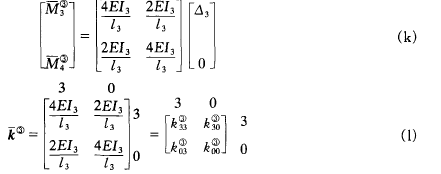 [M̄₃^③ M̄₄^③] = [4EI₃/l₃ 2EI₃/l₃ 2EI₃/l₃ 4EI₃/l₃] [Δ₃ 0] (k)
3 0
k̄^③ = [4EI₃/l₃ 2EI₃/l₃ 2EI₃/l₃ 4EI₃/l₃] 3 0 = [k₃₃^③ k₃₀^③ k₀₃^③ k₀₀^③] 3 0 (l)
3 0